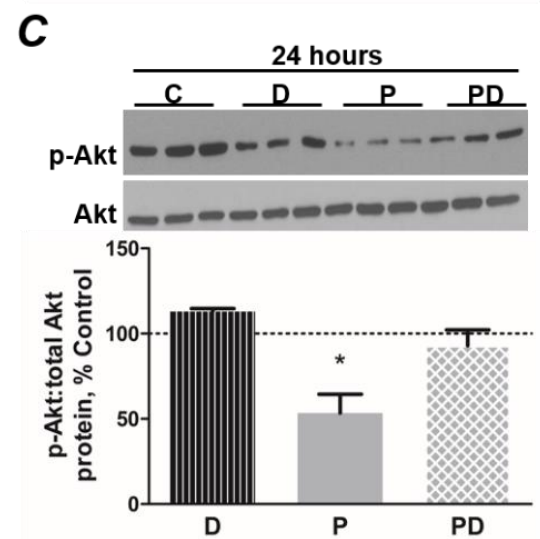 C
24 hours
C D P PD
p-Akt
Akt
p-Akt:total Akt
protein, % Control
150
100
50
0
*
D P PD